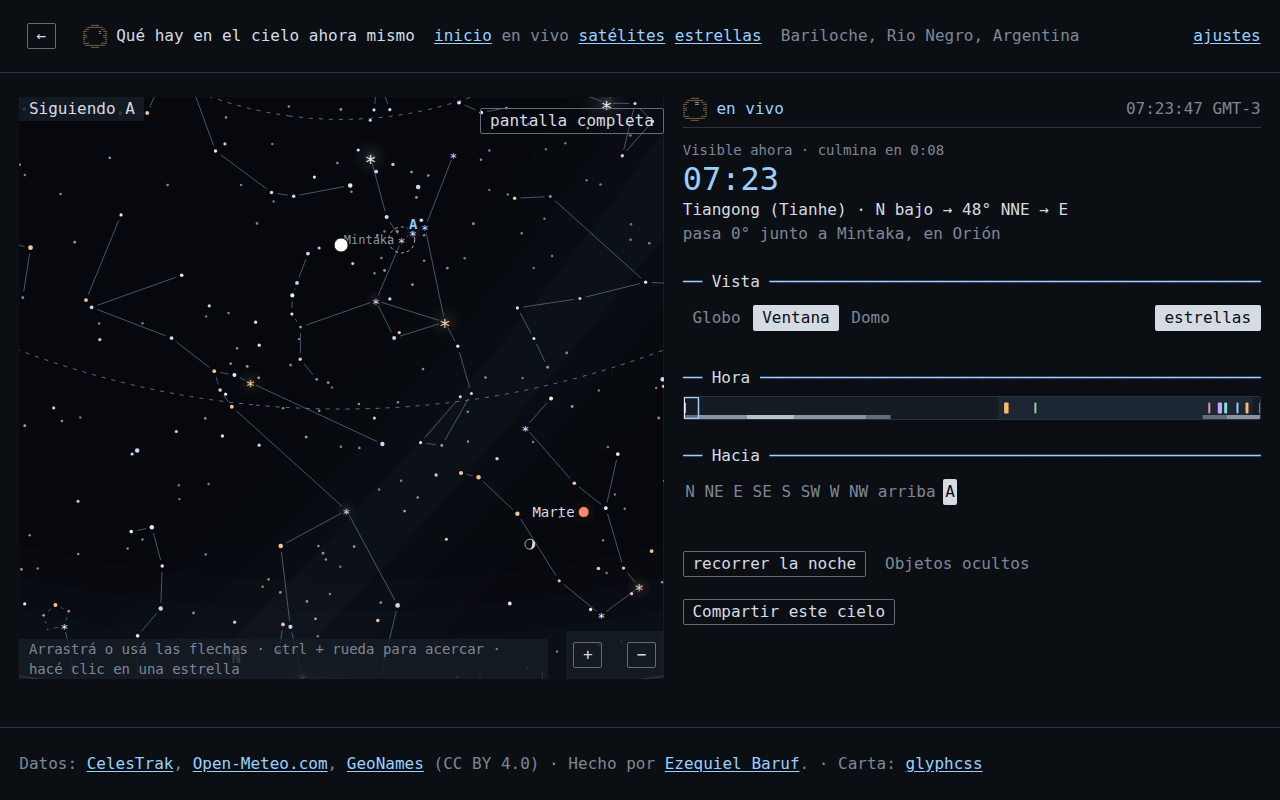 ← Qué hay en el cielo ahora mismo inicio en vivo satélites estrellas Bariloche, Rio Negro, Argentina ajustes
Siguiendo A
pantalla completa
A
Mintaka
Marte
N
Arrastrá o usá las flechas · ctrl + rueda para acercar ·
hacé clic en una estrella
+ −
en vivo 07:23:47 GMT-3
Visible ahora · culmina en 0:08
07:23
Tiangong (Tianhe) · N bajo → 48° NNE → E
pasa 0° junto a Mintaka, en Orión
Vista
Globo Ventana Domo estrellas
Hora
Hacia
N NE E SE S SW W NW arriba A
recorrer la noche Objetos ocultos
Compartir este cielo
Datos: CelesTrak, Open-Meteo.com, GeoNames (CC BY 4.0) · Hecho por Ezequiel Baruf. · Carta: glyphcss